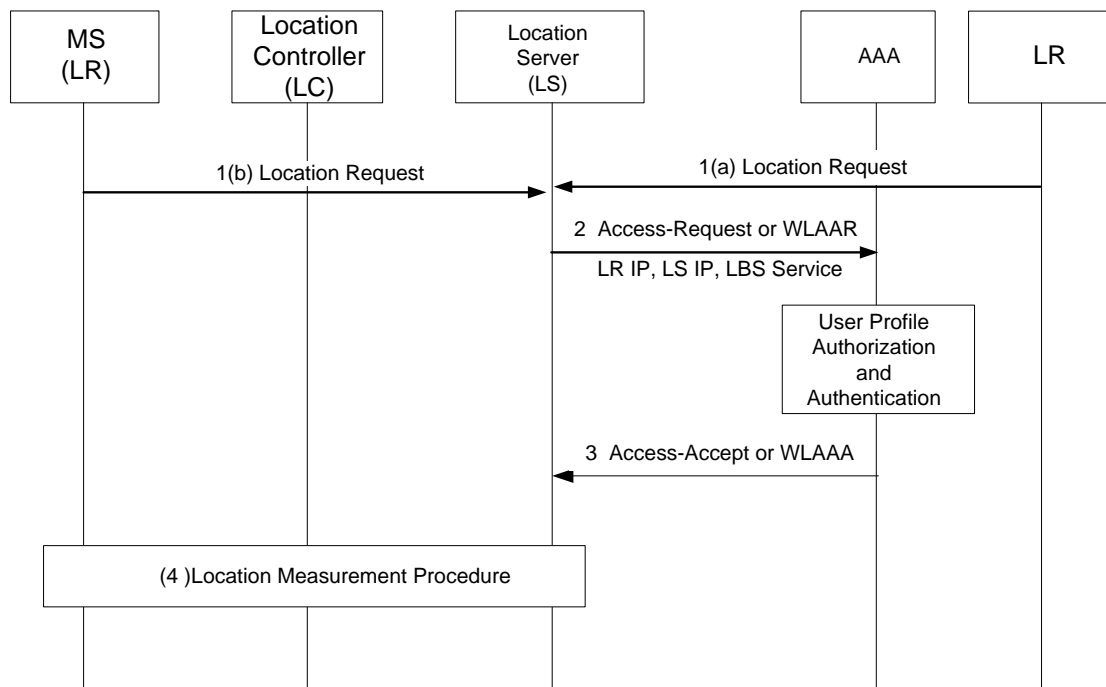 MS
(LR)
Location
Controller
(LC)
Location
Server
(LS)
AAA
LR
1(b) Location Request
1(a) Location Request
2 Access-Request or WLAAR
LR IP, LS IP, LBS Service
User Profile
Authorization
and
Authentication
3 Access-Accept or WLAAA
(4 )Location Measurement Procedure